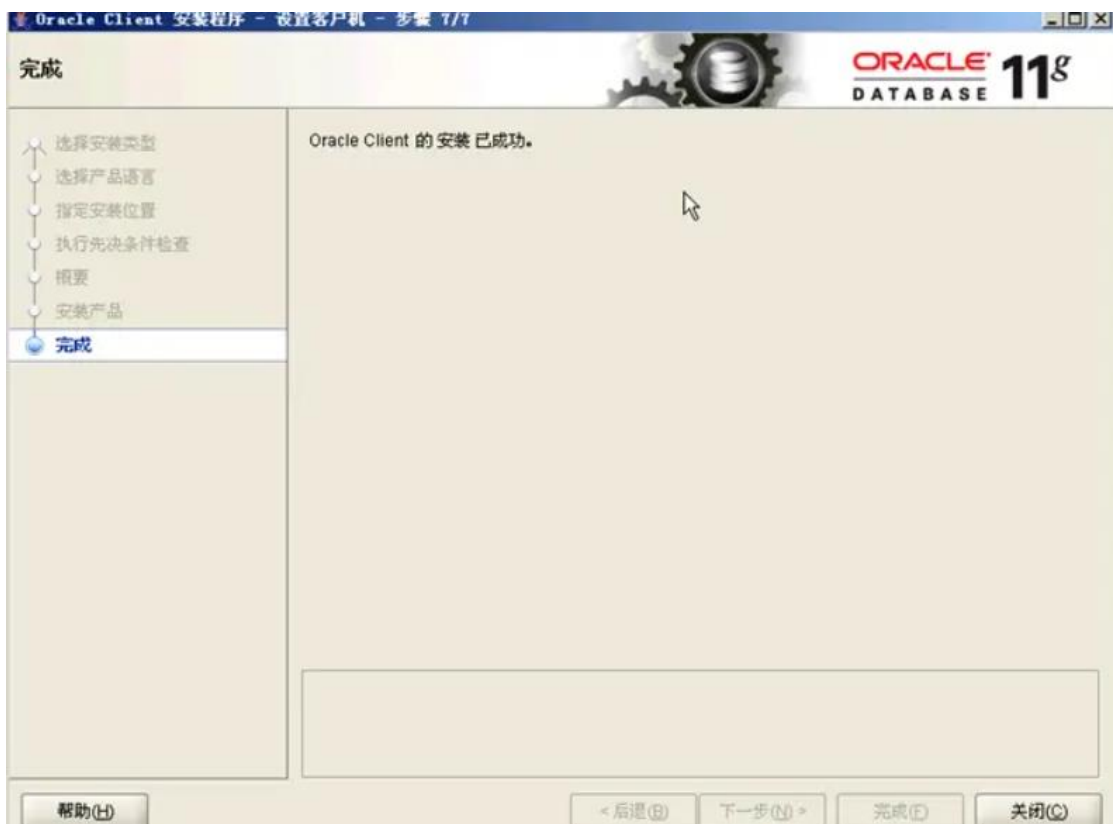 Oracle Client 安装程序 - 设置客户机 - 步骤 7/7
完成
ORACLE
DATABASE
11g
选择安装类型
选择产品语言
指定安装位置
执行先决条件检查
概要
安装产品
完成
Oracle Client 的 安装 已成功。
帮助(H)
< 后退(B)
下一步(N) >
完成(F)
关闭(C)